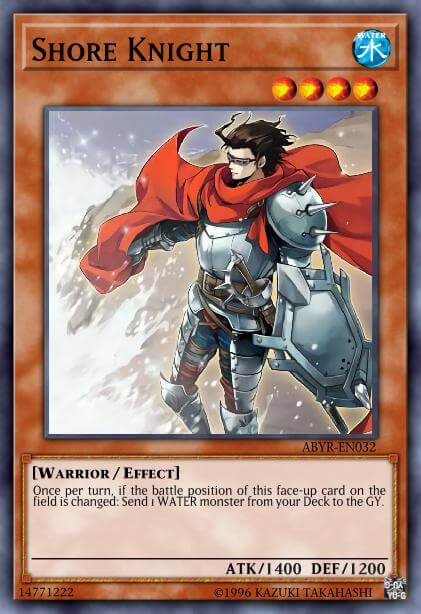 SHORE KNIGHT
WATER
水
ABYR-EN032
[WARRIOR/EFFECT]
Once per turn, if the battle position of this face-up card on the
field is changed: Send 1 WATER monster from your Deck to the GY.
ATK/1400 DEF/1200
14771222
©1996 KAZUKI TAKAHASHI